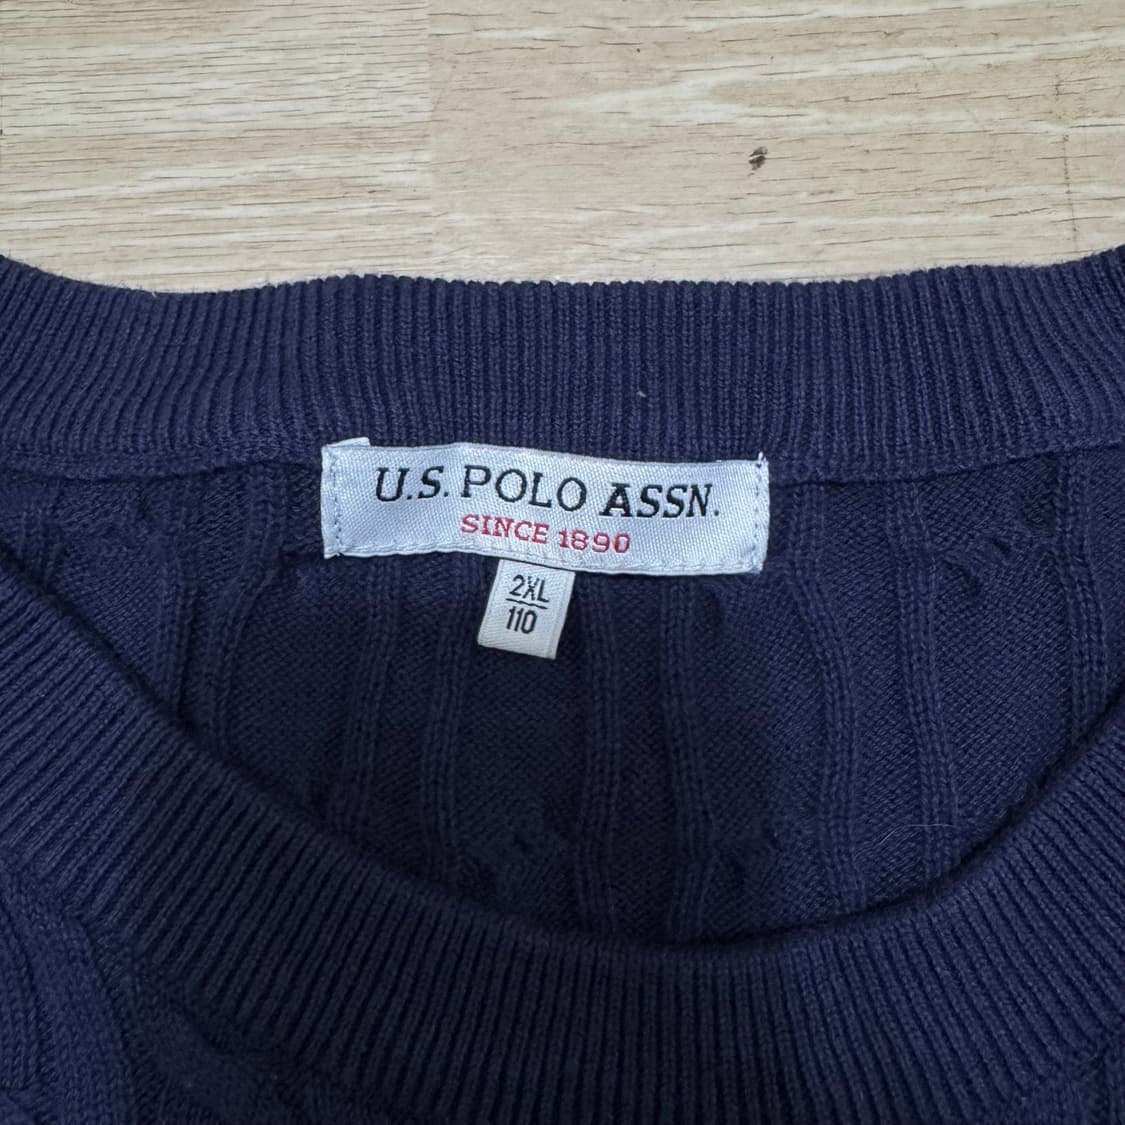 U.S. POLO ASSN.
SINCE 1890
2XL
110